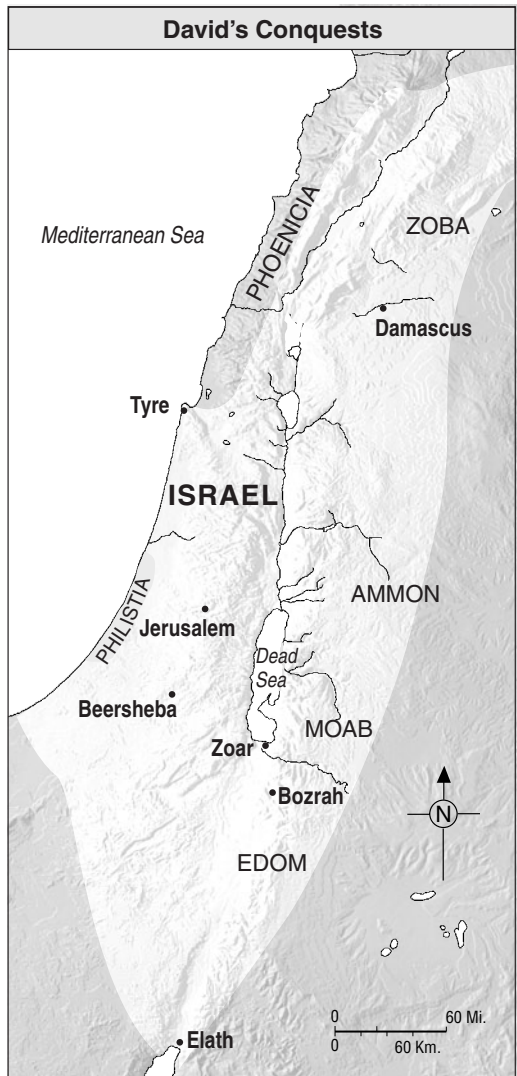 David's Conquests
Mediterranean Sea
PHOENICIA
ZOBA
Damascus
Tyre
ISRAEL
AMMON
PHILISTIA
Jerusalem
Dead
Sea
Beersheba
MOAB
Zoar
Bozrah
N
EDOM
0 60 Mi.
0 60 Km.
Elath